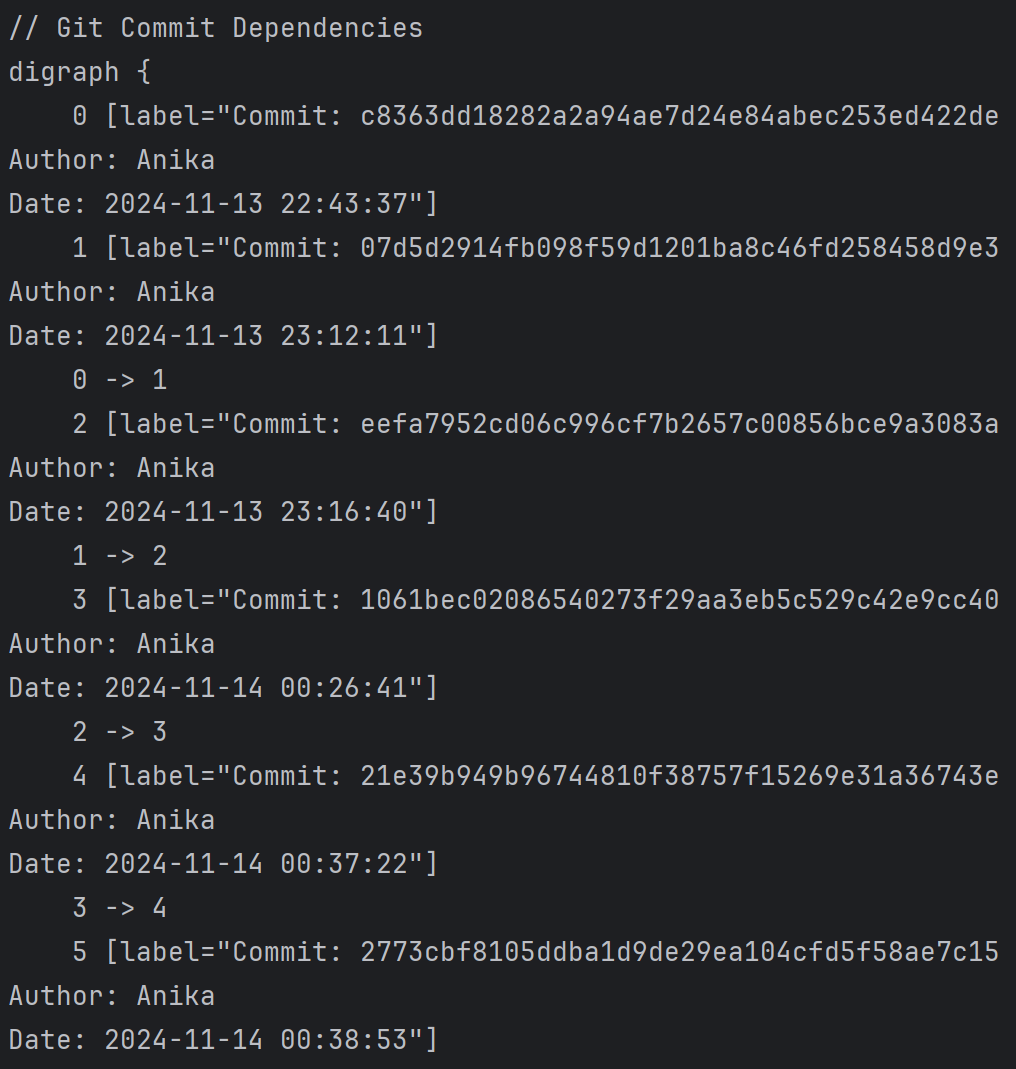 // Git Commit Dependencies
digraph {
    0 [label="Commit: c8363dd18282a2a94ae7d24e84abec253ed422de
Author: Anika
Date: 2024-11-13 22:43:37"]
    1 [label="Commit: 07d5d2914fb098f59d1201ba8c46fd258458d9e3
Author: Anika
Date: 2024-11-13 23:12:11"]
    0 -> 1
    2 [label="Commit: eefa7952cd06c996cf7b2657c00856bce9a3083a
Author: Anika
Date: 2024-11-13 23:16:40"]
    1 -> 2
    3 [label="Commit: 1061bec02086540273f29aa3eb5c529c42e9cc40
Author: Anika
Date: 2024-11-14 00:26:41"]
    2 -> 3
    4 [label="Commit: 21e39b949b96744810f38757f15269e31a36743e
Author: Anika
Date: 2024-11-14 00:37:22"]
    3 -> 4
    5 [label="Commit: 2773cbf8105ddba1d9de29ea104cfd5f58ae7c15
Author: Anika
Date: 2024-11-14 00:38:53"]